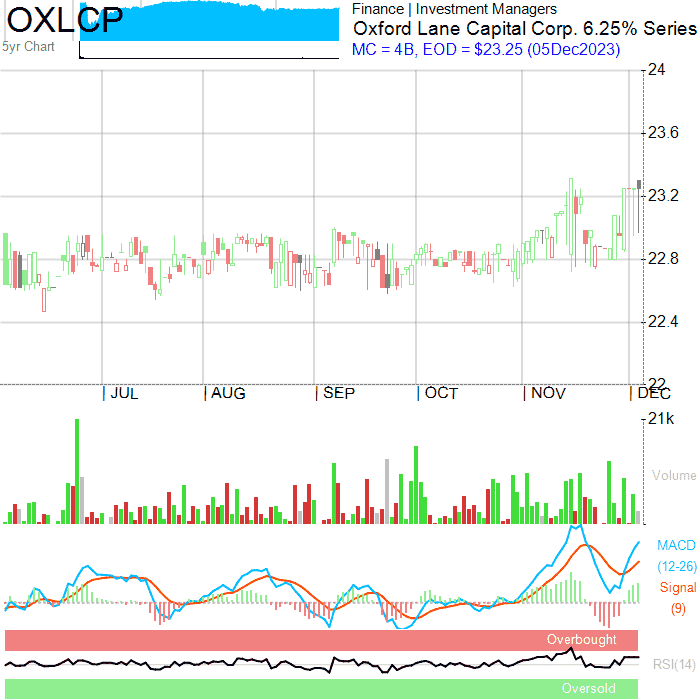 OXLCP
5yr Chart
Finance | Investment Managers
Oxford Lane Capital Corp. 6.25% Series
MC = 4B, EOD = $23.25 (05Dec2023)
24
23.6
23.2
22.8
22.4
22
| JUL | AUG | SEP | OCT | NOV | DEC
21k
Volume
MACD
(12-26)
Signal
(9)
Overbought
RSI(14)
Oversold